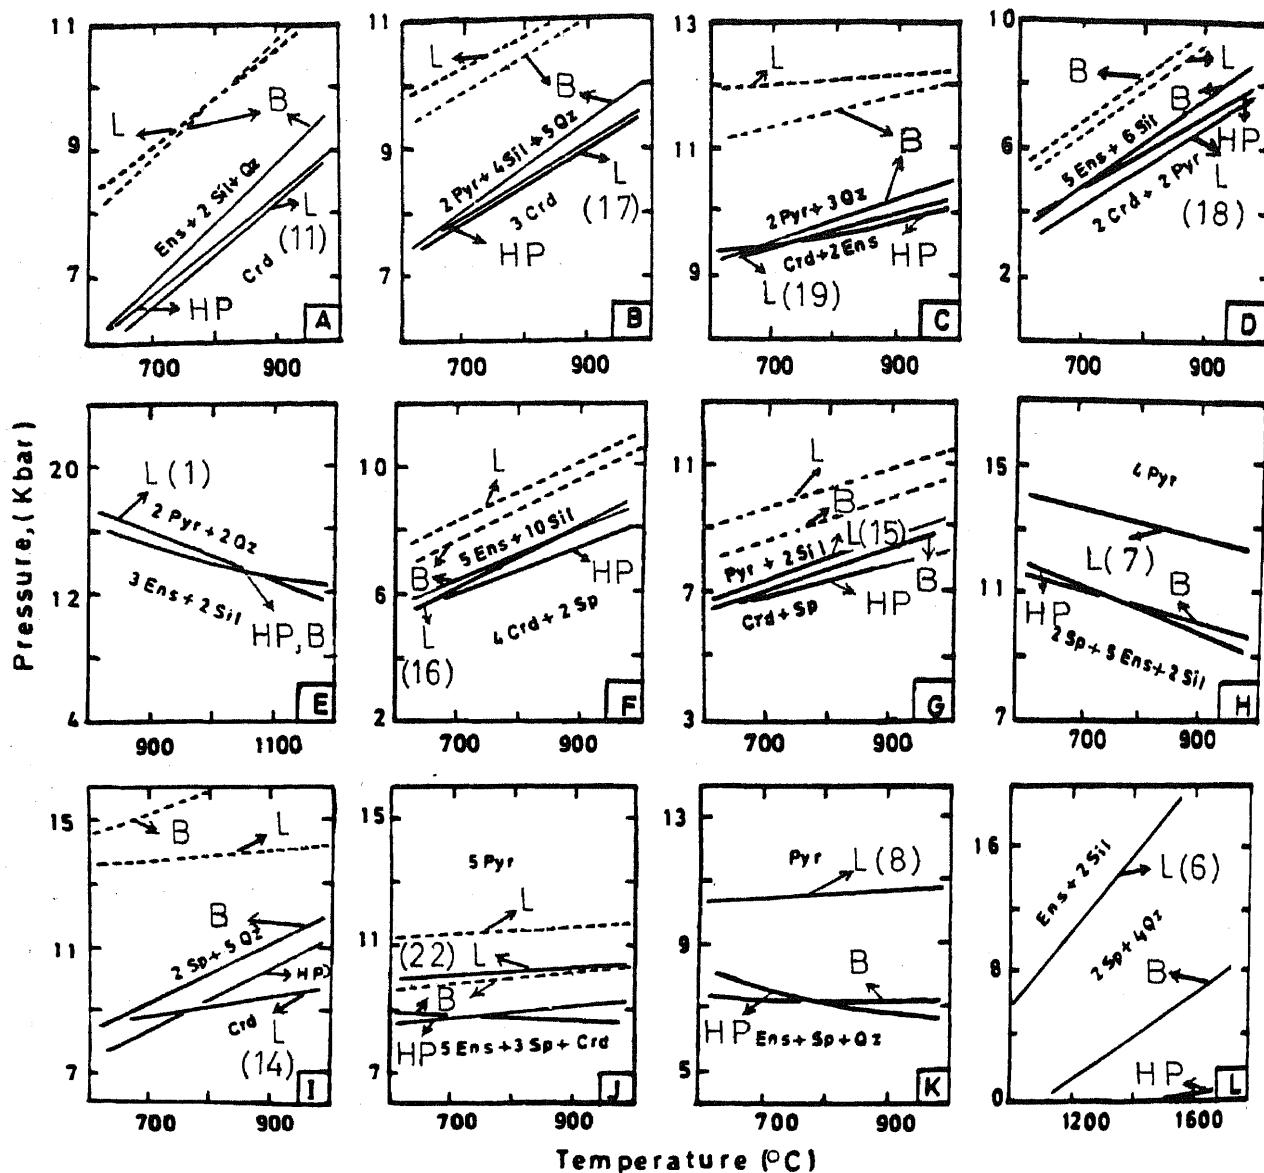 Pressure, (Kbar)
11
9
7
L
B
Ens + 2 Sil + Qz
L
(11)
Crd
HP
A
700
900
11
9
7
L
B
2 Pyr + 4 Sil + 5 Qz
L
(17)
3 Crd
HP
B
700
900
13
11
9
L
B
2 Pyr + 3 Qz
Crd + 2 Ens
HP
L(19)
C
700
900
10
8
6
4
2
B
L
B
5 Ens + 6 Sil
HP
L
2 Crd + 2 Pyr
(18)
D
700
900
20
12
4
L(1)
2 Pyr + 2 Qz
3 Ens + 2 Sil
HP, B
E
900
1100
10
6
2
L
5 Ens + 10 Sil
B
HP
4 Crd + 2 Sp
L
(16)
F
700
900
11
9
7
3
L
B
L(15)
Pyr + 2 Sil
B
Crd + Sp
HP
G
700
900
15
11
7
4 Pyr
L(7)
B
HP
2 Sp + 5 Ens + 2 Sil
H
700
900
15
11
7
B
L
B
2 Sp + 5 Qz
HP)
Crd
L
(14)
I
700
900
15
11
7
5 Pyr
L
(22)
L
B
HP
5 Ens + 3 Sp + Crd
J
700
900
13
9
5
Pyr
L(8)
B
HP
Ens + Sp + Qz
K
700
900
16
8
0
Ens + 2 Sil
L(6)
2 Sp + 4 Qz
B
HP
L
1200
1600
Temperature (°C)